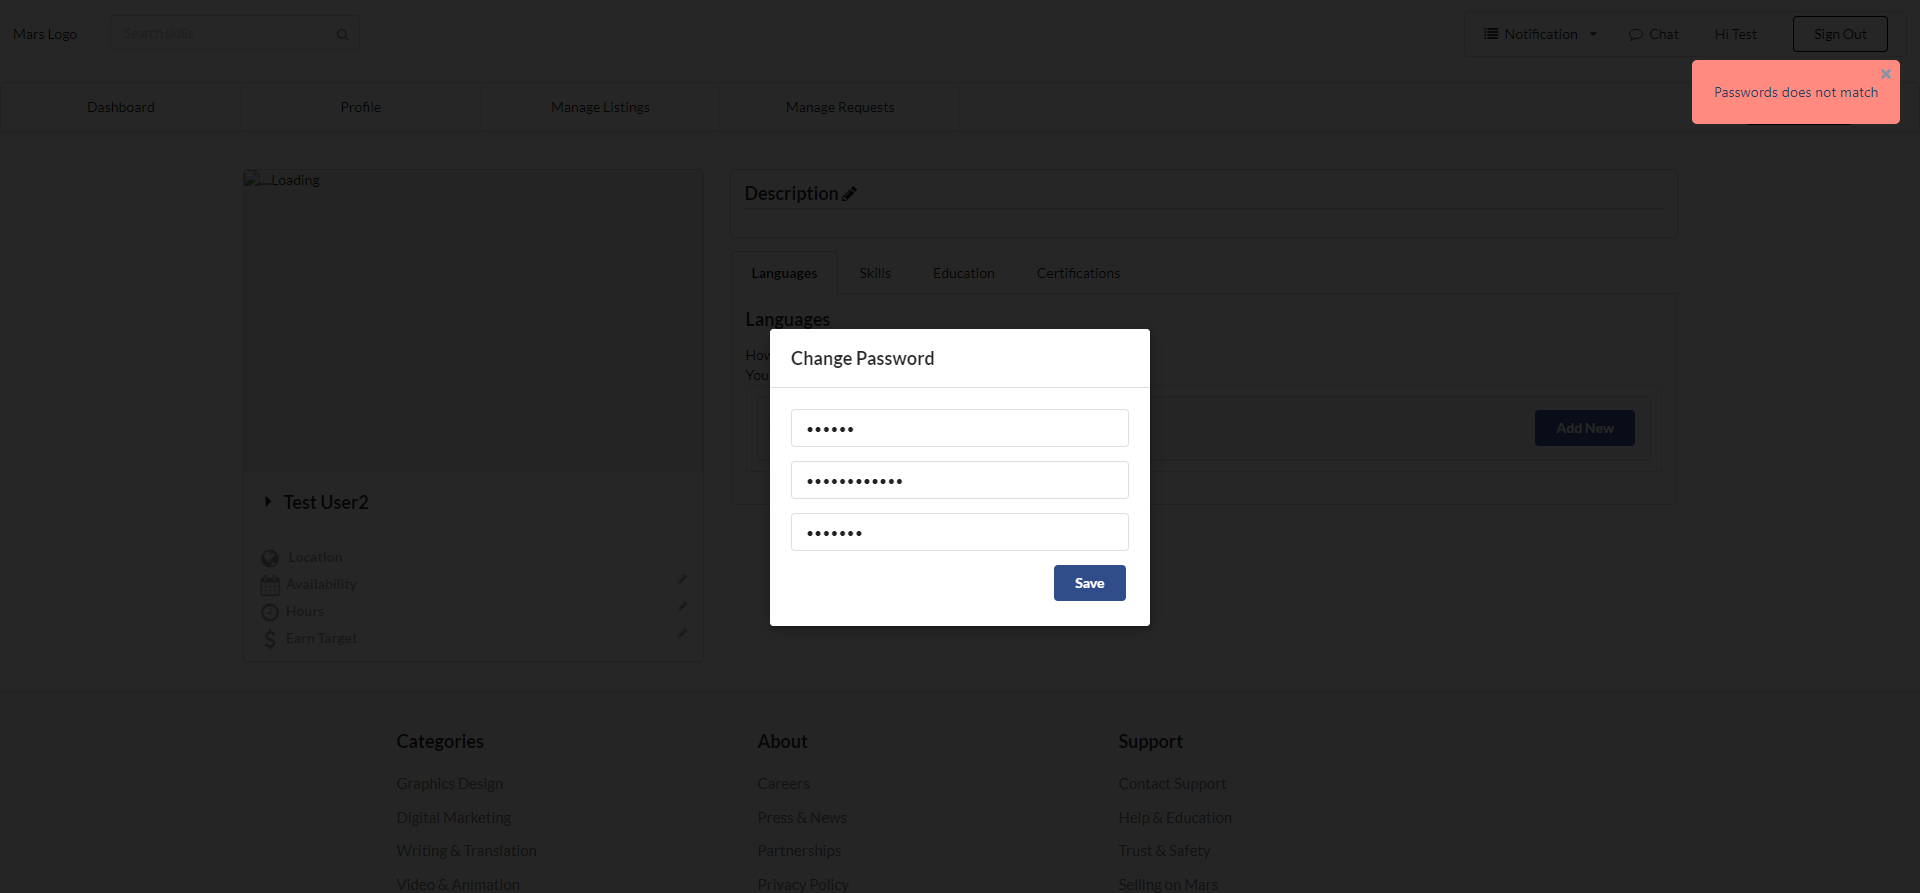 Mars Logo
Search skills
Notification
Chat
Hi Test
Sign Out
Passwords does not match
Dashboard
Profile
Manage Listings
Manage Requests
Loading
Description
Languages
Skills
Education
Certifications
Languages
How
You
Change Password
••••••
••••••••••••
•••••••
Save
Add New
Test User2
Location
Availability
Hours
Earn Target
Categories
Graphics Design
Digital Marketing
Writing & Translation
Video & Animation
About
Careers
Press & News
Partnerships
Privacy Policy
Support
Contact Support
Help & Education
Trust & Safety
Selling on Mars